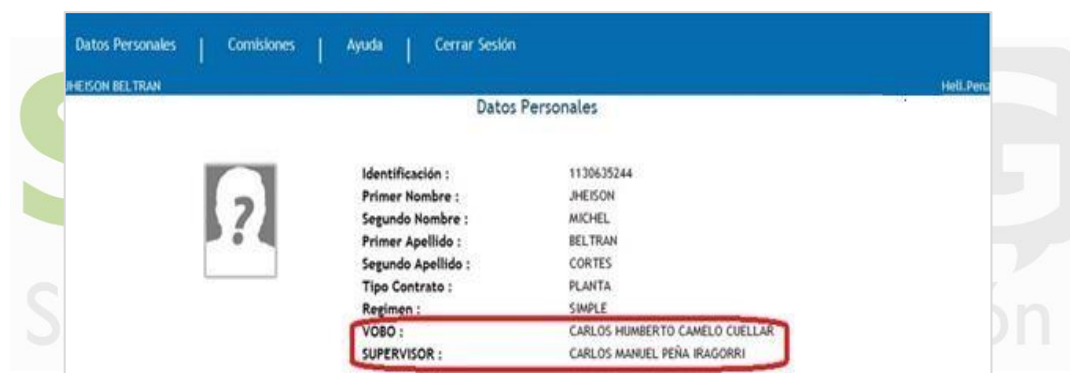 Datos Personales | Comisiones | Ayuda | Cerrar Sesión
JHEISON BELTRAN Heli.Pena
Datos Personales
Identificación : 1130635244
Primer Nombre : JHEISON
Segundo Nombre : MICHEL
Primer Apellido : BELTRAN
Segundo Apellido : CORTES
Tipo Contrato : PLANTA
Regimen : SIMPLE
VOBO : CARLOS HUMBERTO CAMELO CUELLAR
SUPERVISOR : CARLOS MANUEL PEÑA IRAGORRI